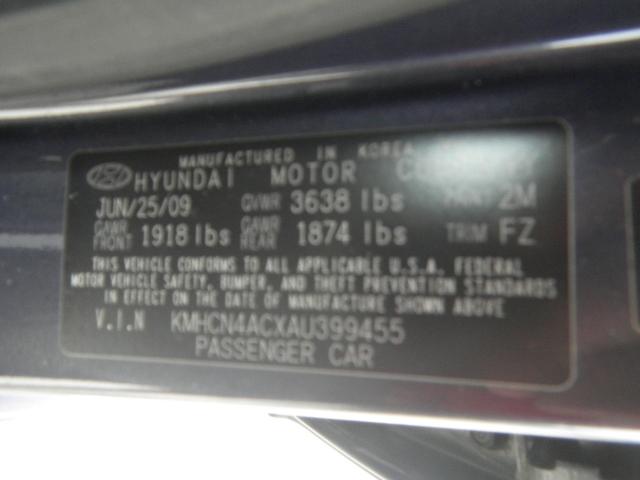 MANUFACTURED IN KOREA
HYUNDAI MOTOR
JUN/25/09 GVWR 3638 lbs PAINT 2M
GAWR FRONT 1918 lbs GAWR REAR 1874 lbs TRIM FZ
THIS VEHICLE CONFORMS TO ALL APPLICABLE U.S.A. FEDERAL
MOTOR VEHICLE SAFETY, BUMPER, AND THEFT PREVENTION STANDARDS
IN EFFECT ON THE DATE OF MANUFACTURE SHOWN ABOVE
V.I.N KMHCN4ACXAU399455
PASSENGER CAR